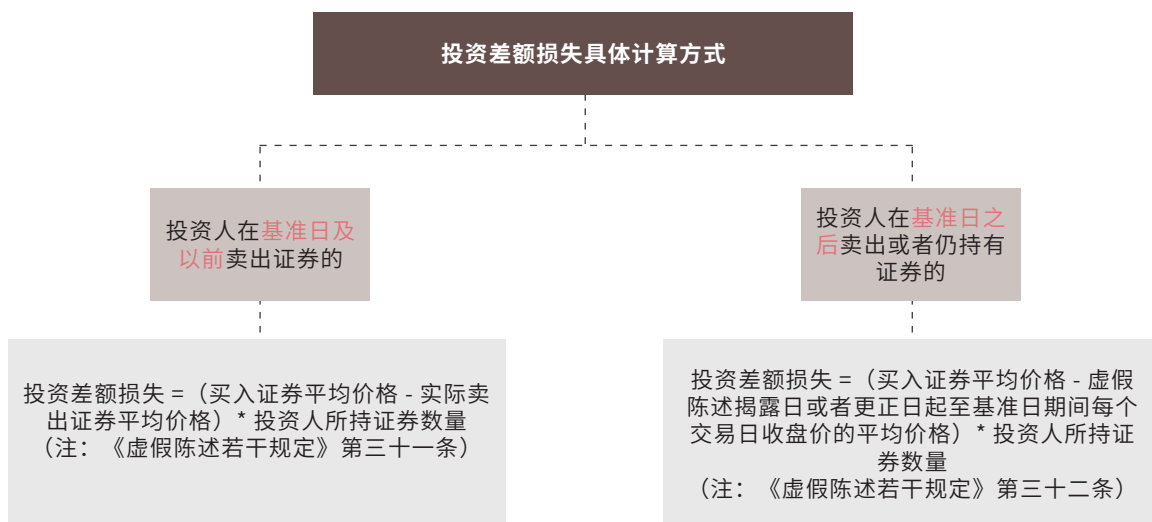 投资差额损失具体计算方式
投资人在基准日及
以前卖出证券的
投资人在基准日之
后卖出或者仍持有
证券的
投资差额损失 =（买入证券平均价格 - 实际卖
出证券平均价格）* 投资人所持证券数量
（注：《虚假陈述若干规定》第三十一条）
投资差额损失 =（买入证券平均价格 - 虚假
陈述揭露日或者更正日起至基准日期间每个
交易日收盘价的平均价格）* 投资人所持证
券数量
（注：《虚假陈述若干规定》第三十二条）